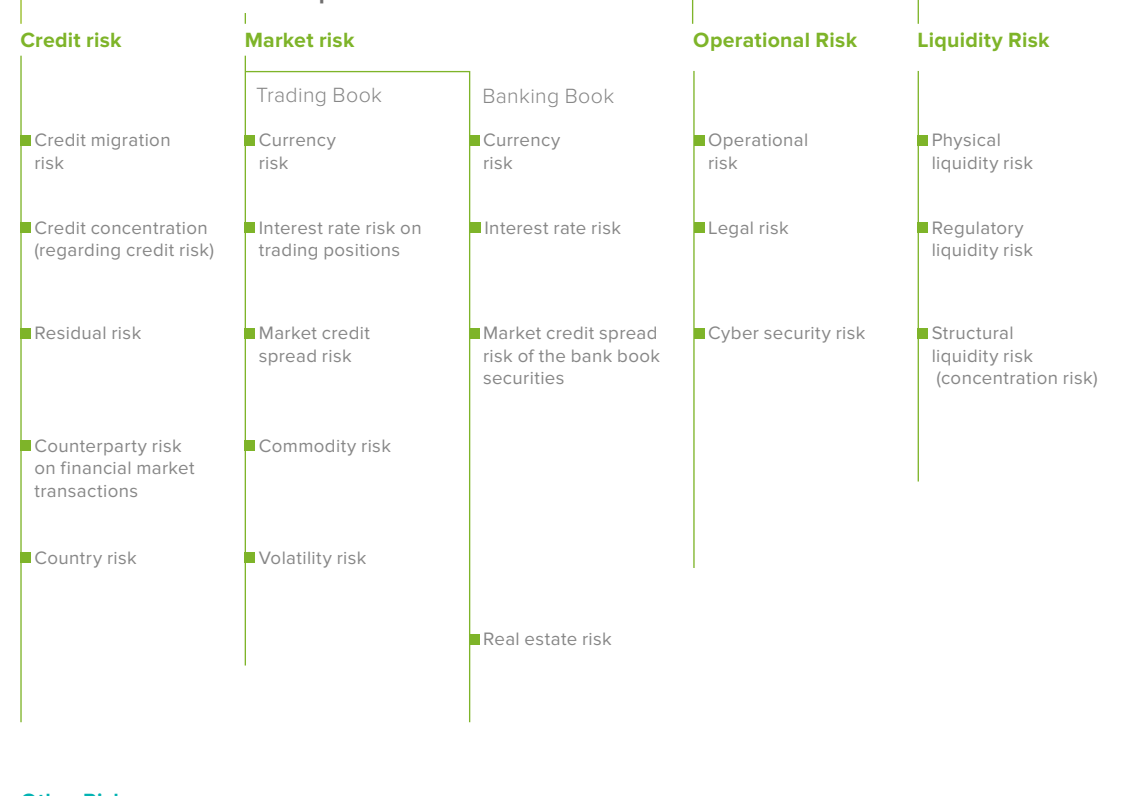 Credit risk
Market risk
Operational Risk
Liquidity Risk
Trading Book
Banking Book
Credit migration
risk
Credit concentration
(regarding credit risk)
Residual risk
Counterparty risk
on financial market
transactions
Country risk
Currency
risk
Interest rate risk on
trading positions
Market credit
spread risk
Commodity risk
Volatility risk
Currency
risk
Interest rate risk
Market credit spread
risk of the bank book
securities
Real estate risk
Operational
risk
Legal risk
Cyber security risk
Physical
liquidity risk
Regulatory
liquidity risk
Structural
liquidity risk
(concentration risk)